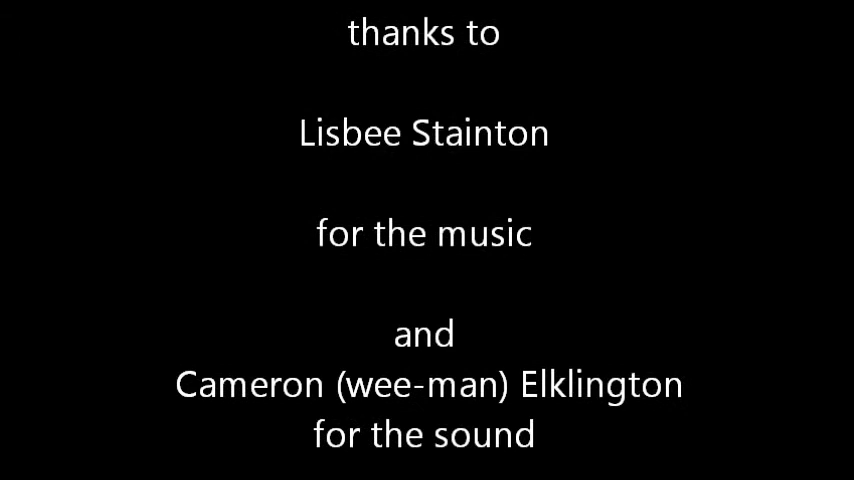 thanks to
Lisbee Stainton
for the music
and
Cameron (wee-man) Elklington
for the sound